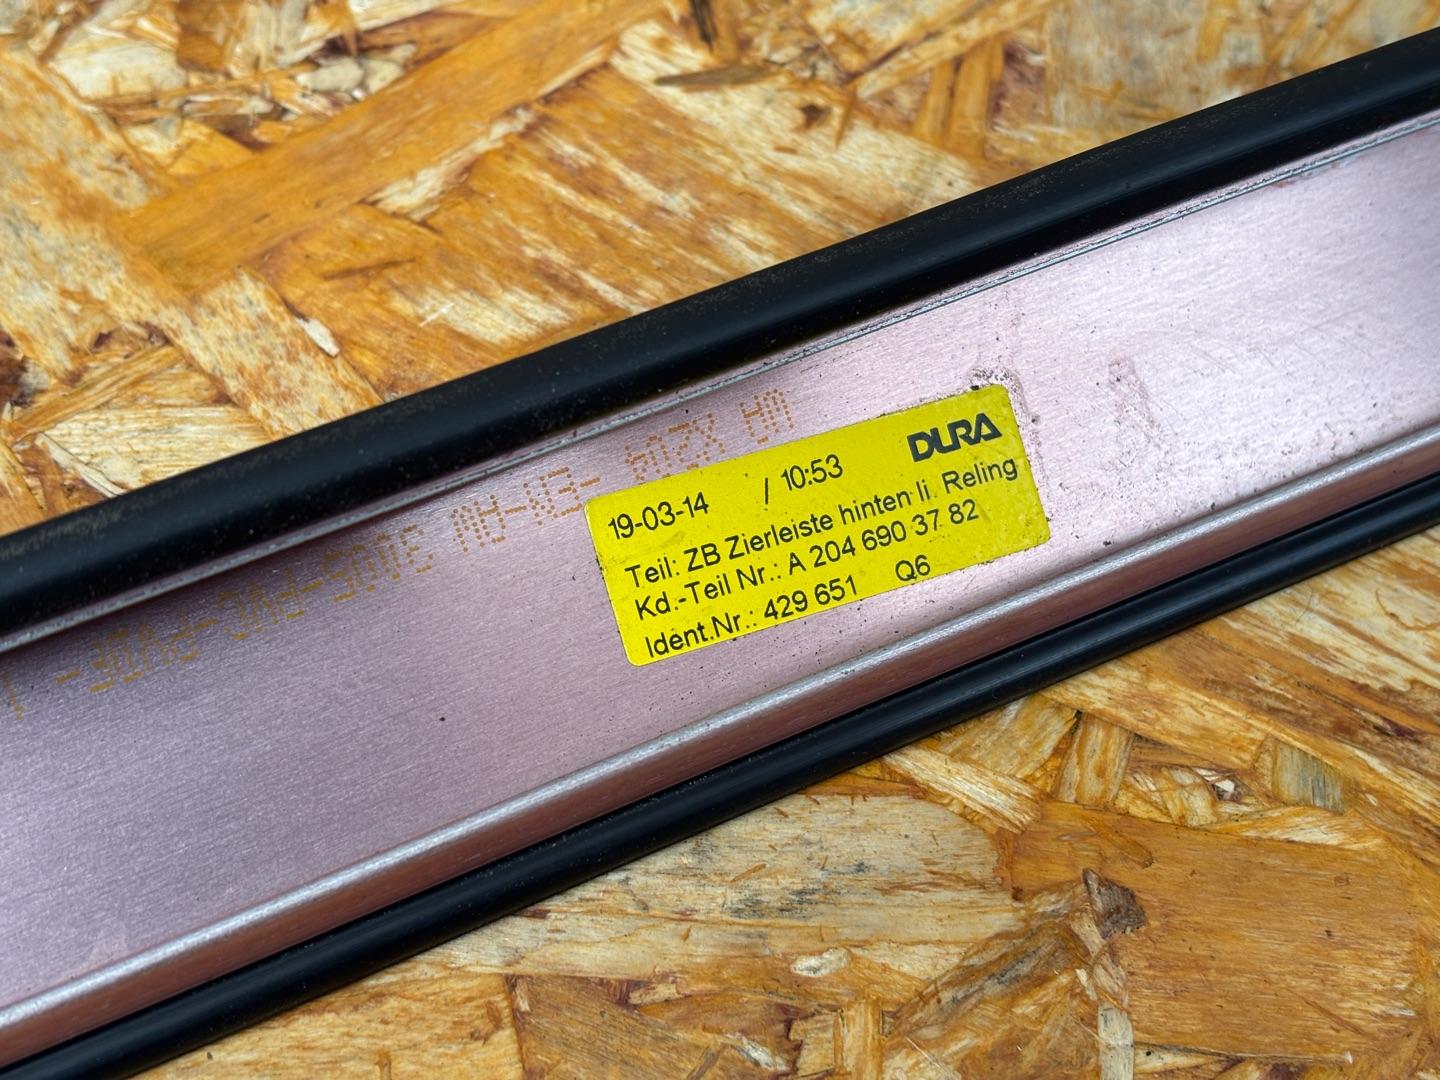 DURA
19-03-14 / 10:53
Teil: ZB Zierleiste hinten li. Reling
Kd.-Teil Nr.: A 204 690 37 82
Ident.Nr.: 429 651 Q6